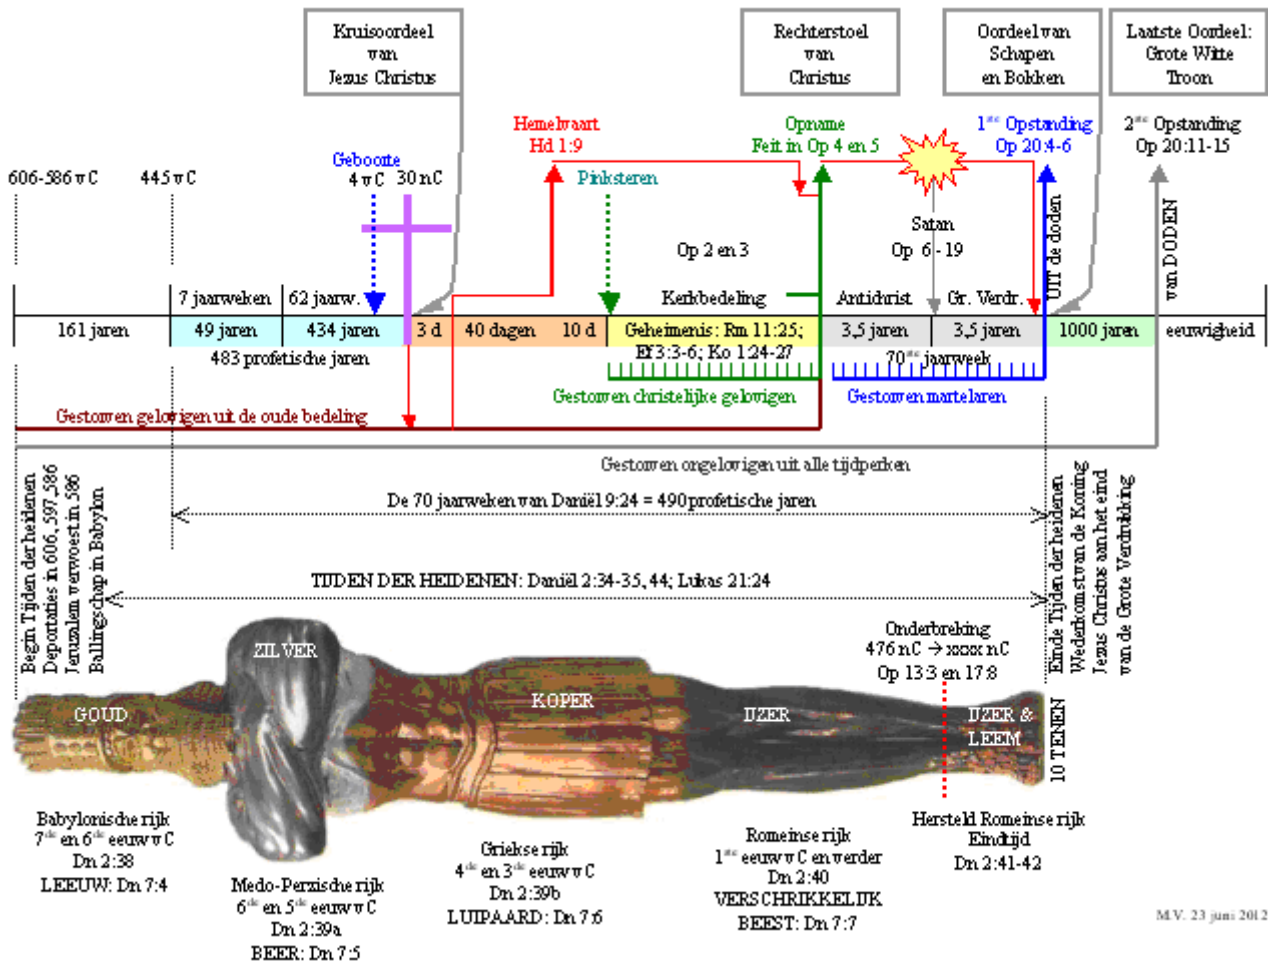 Kruisoordeel
van
Jezus Christus
Rechterstoel
van
Christus
Oordeel van
Schapen
en Bokken
Laatste Oordeel:
Grote Witte
Troon
Hemelvaart
Hd 1:9
Opname
Feit in Op 4 en 5
1ste Opstanding
Op 20:4-6
2de Opstanding
Op 20:11-15
606-586 vC
445 vC
Geboorte
4 vC
30 nC
Pinksteren
Satan
Op 2 en 3
Op 6-19
UIT de doden
van DODEN
7 jaarweken
62 jaarw.
Kerkbedeling
Antichrist
Gr. Verdr.
161 jaren
49 jaren
434 jaren
3 d
40 dagen
10 d
Geheimenis: Rm 11:25;
Ef 3:3-6; Ko 1:24-27
3,5 jaren
3,5 jaren
1000 jaren
eeuwigheid
483 profetische jaren
70ste jaarweek
Gestorven christelijke gelovigen
Gestorven martelaren
Gestorven gelovigen uit de oude bedeling
Gestorven ongelovigen uit alle tijdperken
De 70 jaarweken van Daniël 9:24 = 490 profetische jaren
Begin Tijden der heidenen
Deportaties in 606, 597, 586
Jeruzalem verwoest in 586
Ballingschap in Babylon
TIJDEN DER HEIDENEN: Daniël 2:34-35, 44; Lukas 21:24
Einde Tijden der heidenen
Wederkomst van de Koning
Jezus Christus aan het eind
van de Grote Verdrukking
Onderbreking
476 nC → xxxx nC
Op 13:3 en 17:8
GOUD
ZILVER
KOPER
IJZER
IJZER &
LEEM
10 TENEN
Babylonische rijk
7de en 6de eeuw vC
Dn 2:38
LEEUW: Dn 7:4
Medo-Perzische rijk
6de en 5de eeuw vC
Dn 2:39a
BEER: Dn 7:5
Griekse rijk
4de en 3de eeuw vC
Dn 2:39b
LUIPAARD: Dn 7:6
Romeinse rijk
1ste eeuw vC en verder
Dn 2:40
VERSCHRIKKELIJK
BEEST: Dn 7:7
Hersteld Romeinse rijk
Eindtijd
Dn 2:41-42
M.V. 23 juni 2012